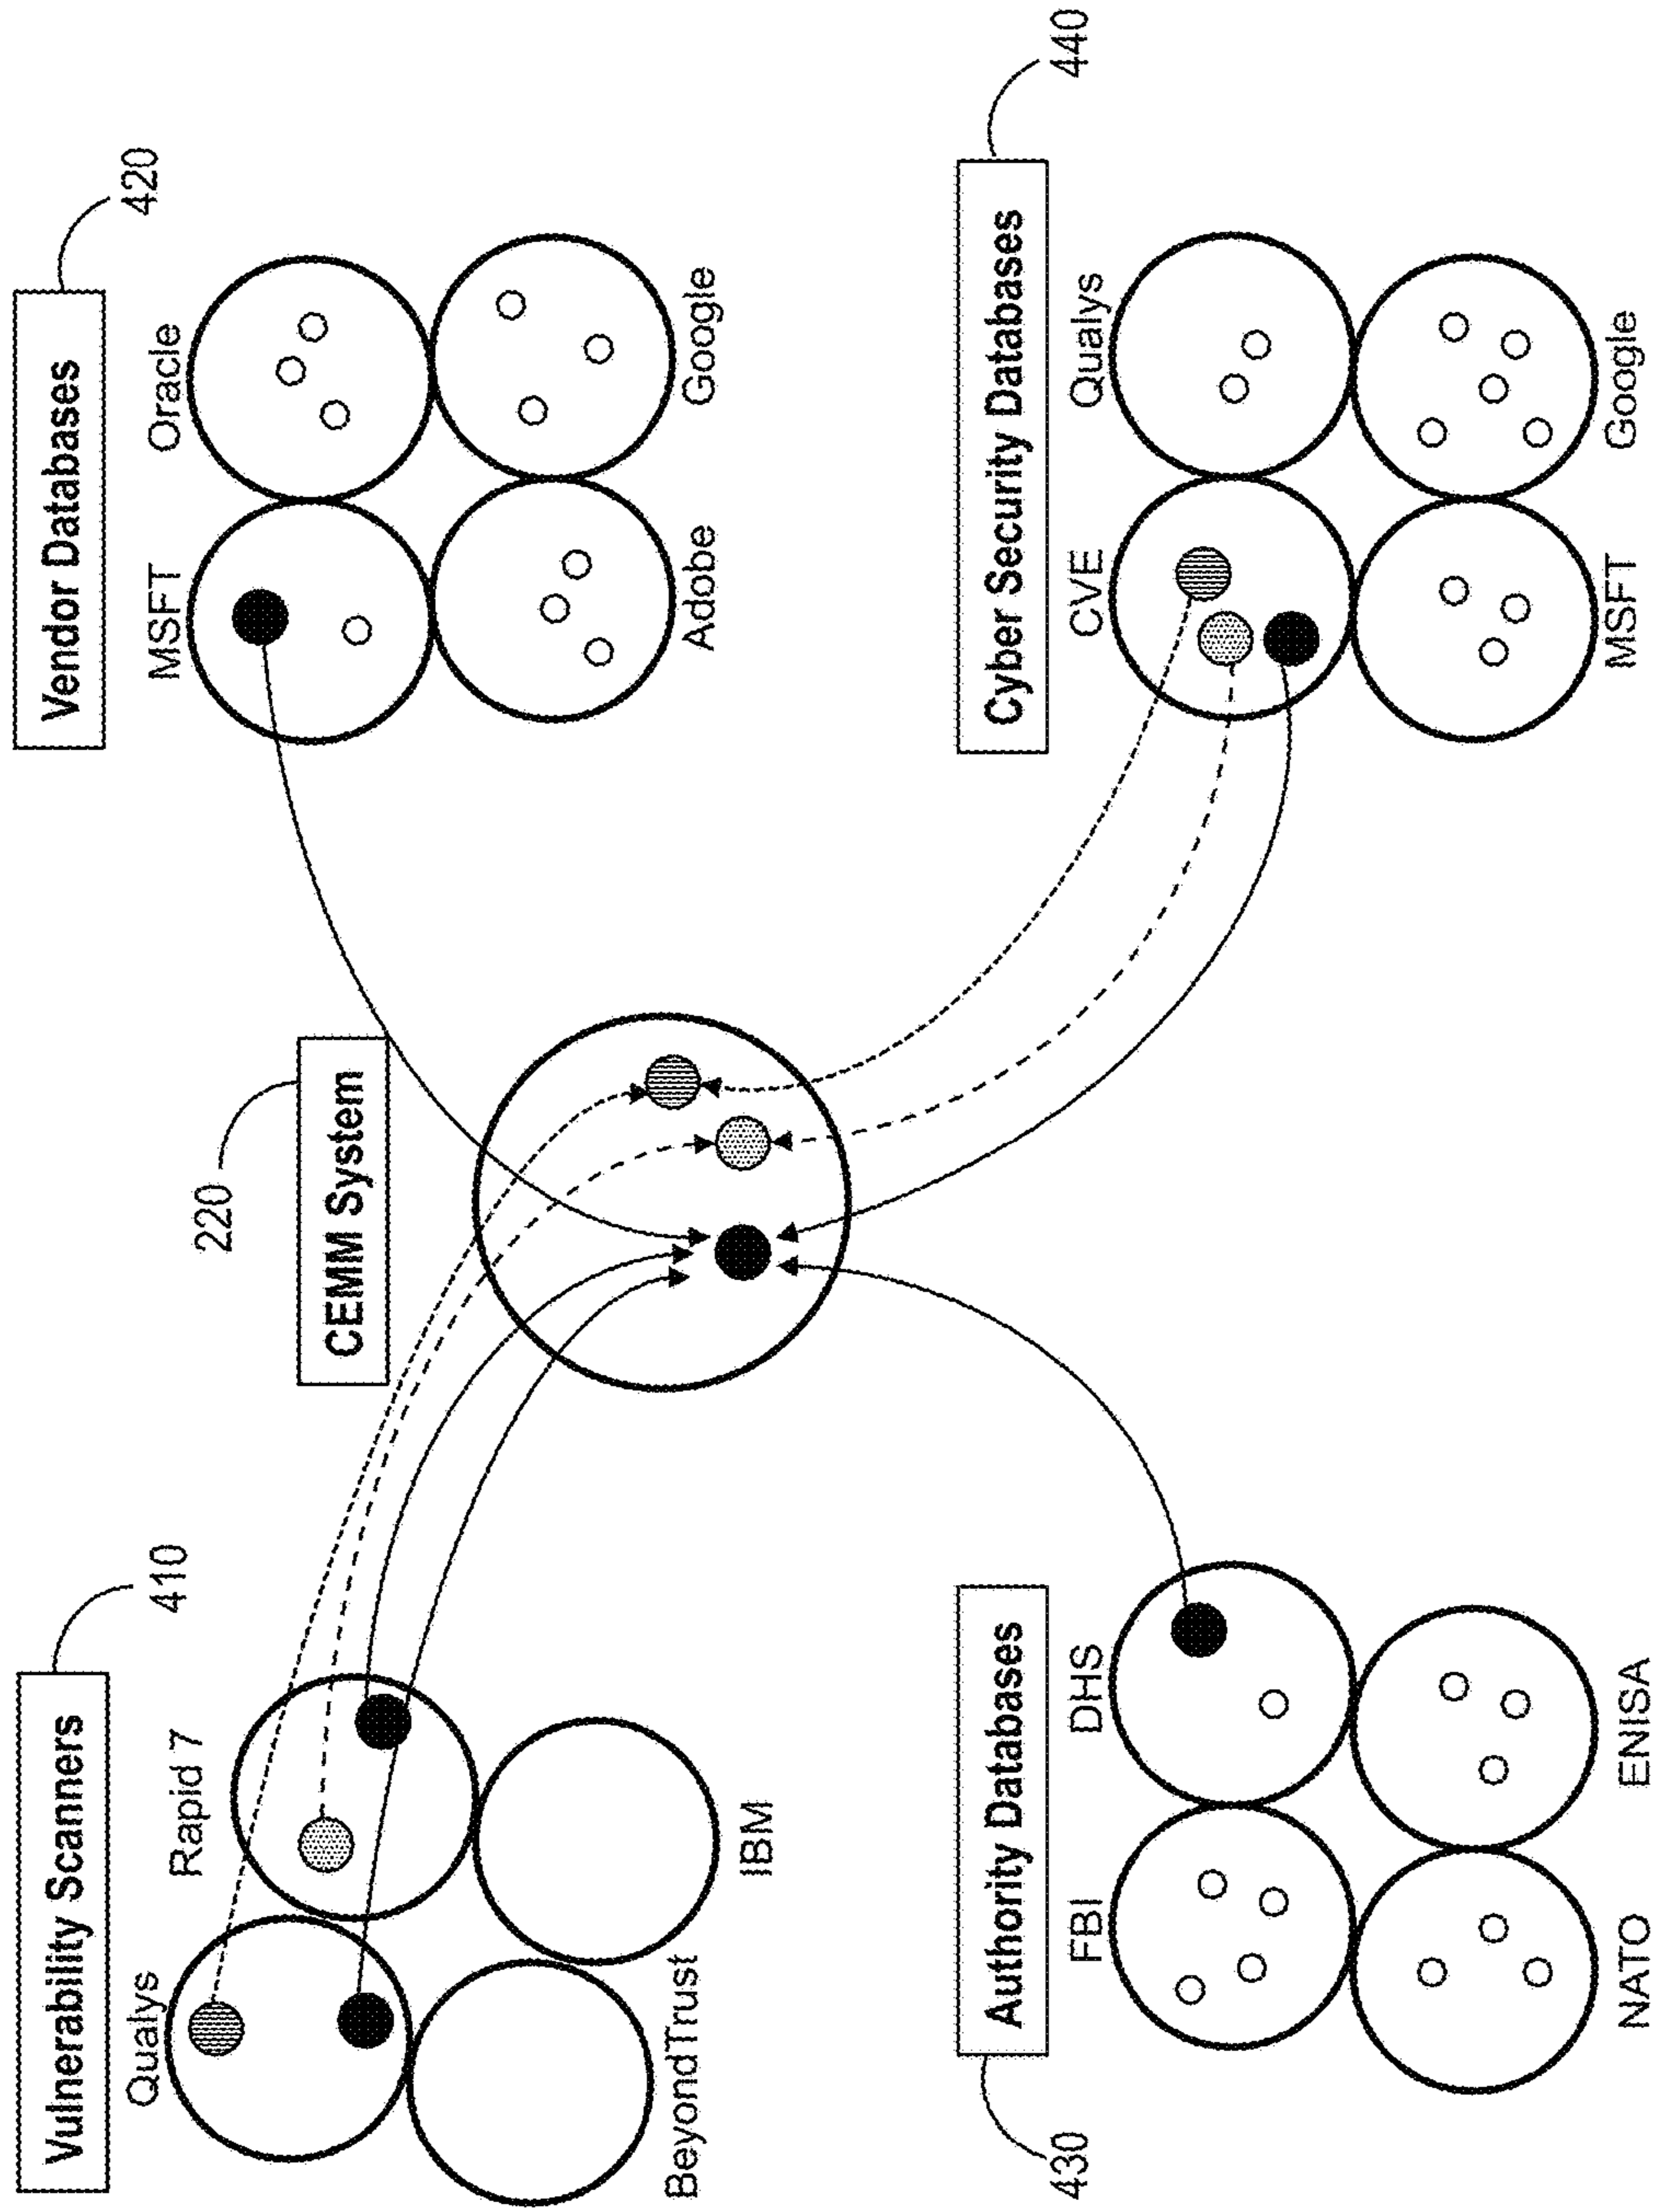 Vulnerability Scanners
410
Qualys
Rapid 7
BeyondTrust
IBM
CEMM System
220
Vendor Databases
420
MSFT
Oracle
Adobe
Google
Authority Databases
430
FBI
DHS
NATO
ENISA
Cyber Security Databases
440
CVE
Qualys
MSFT
Google